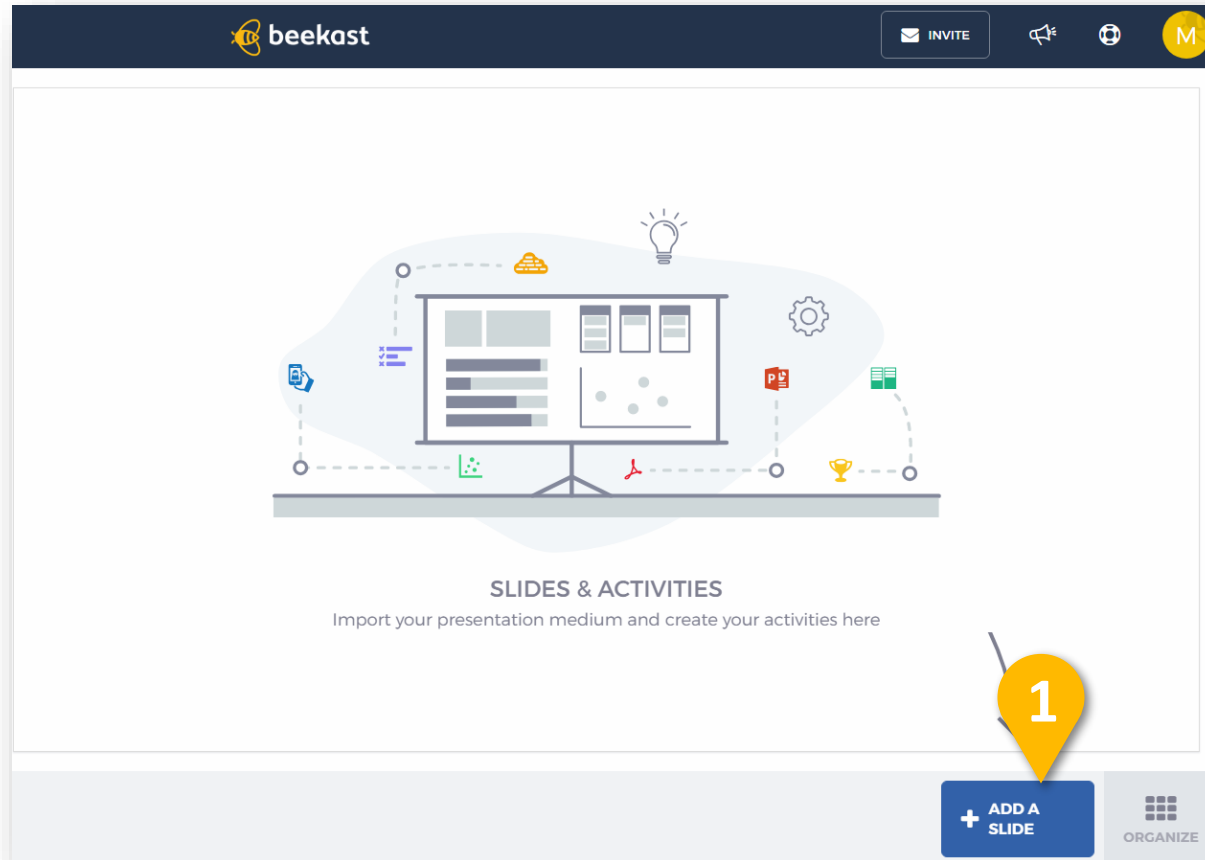 beekast
INVITE
M
P
SLIDES & ACTIVITIES
Import your presentation medium and create your activities here
1
ADD A
SLIDE
ORGANIZE